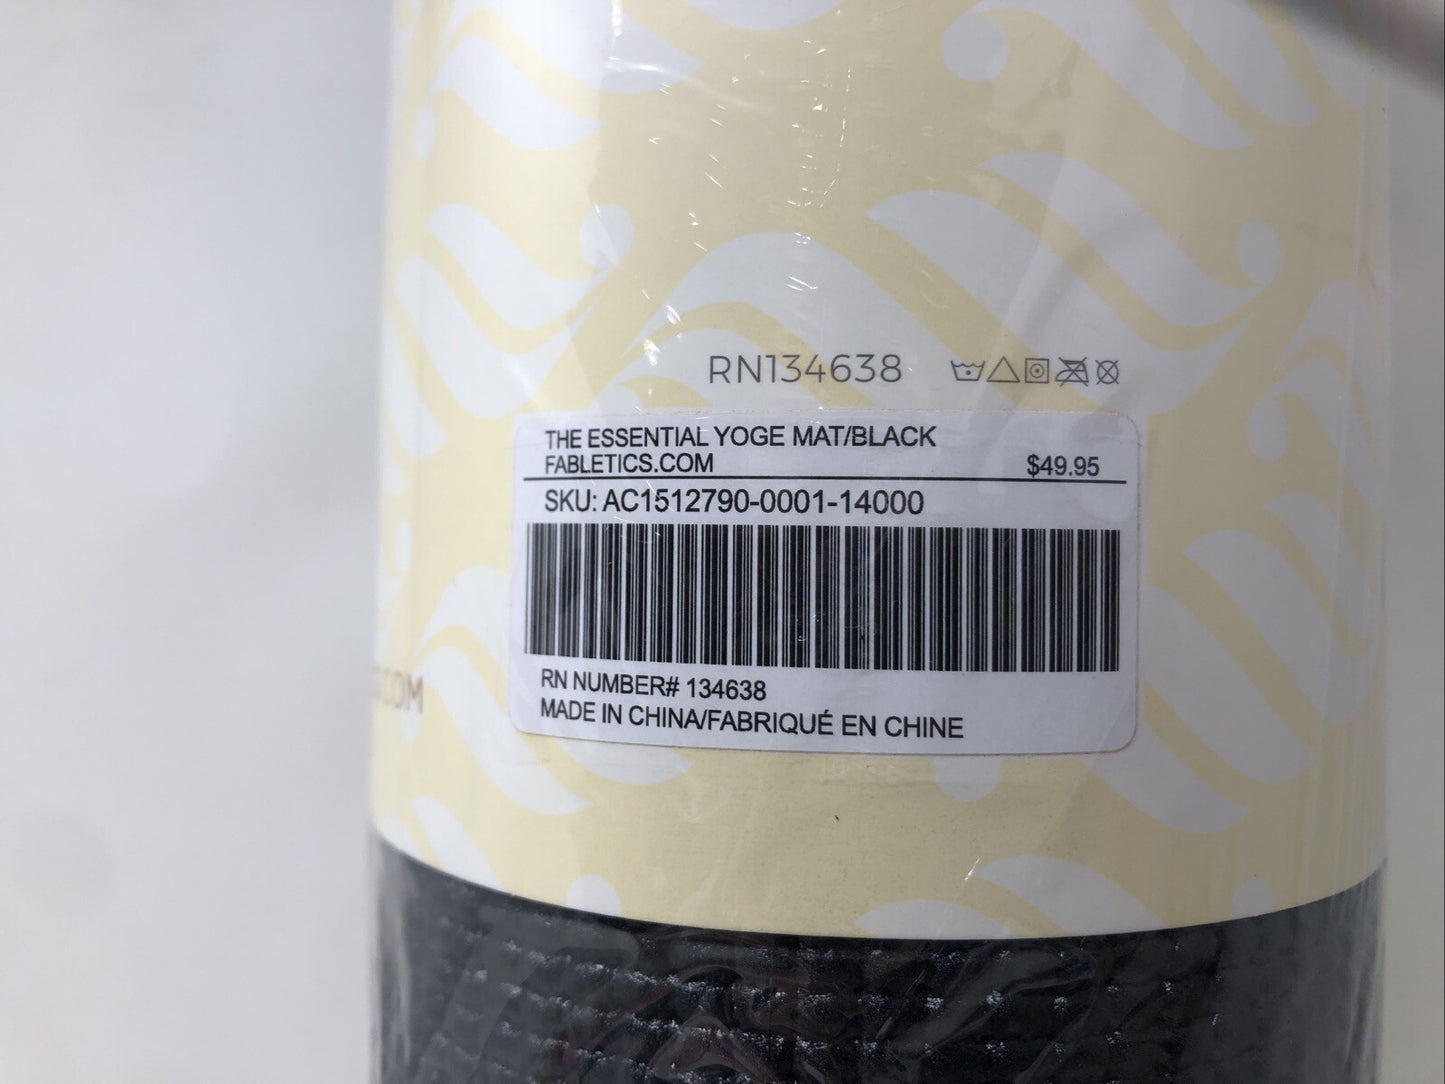 RN134638
THE ESSENTIAL YOGE MAT/BLACK
FABLETICS.COM $49.95
SKU: AC1512790-0001-14000
RN NUMBER# 134638
MADE IN CHINA/FABRIQUÉ EN CHINE